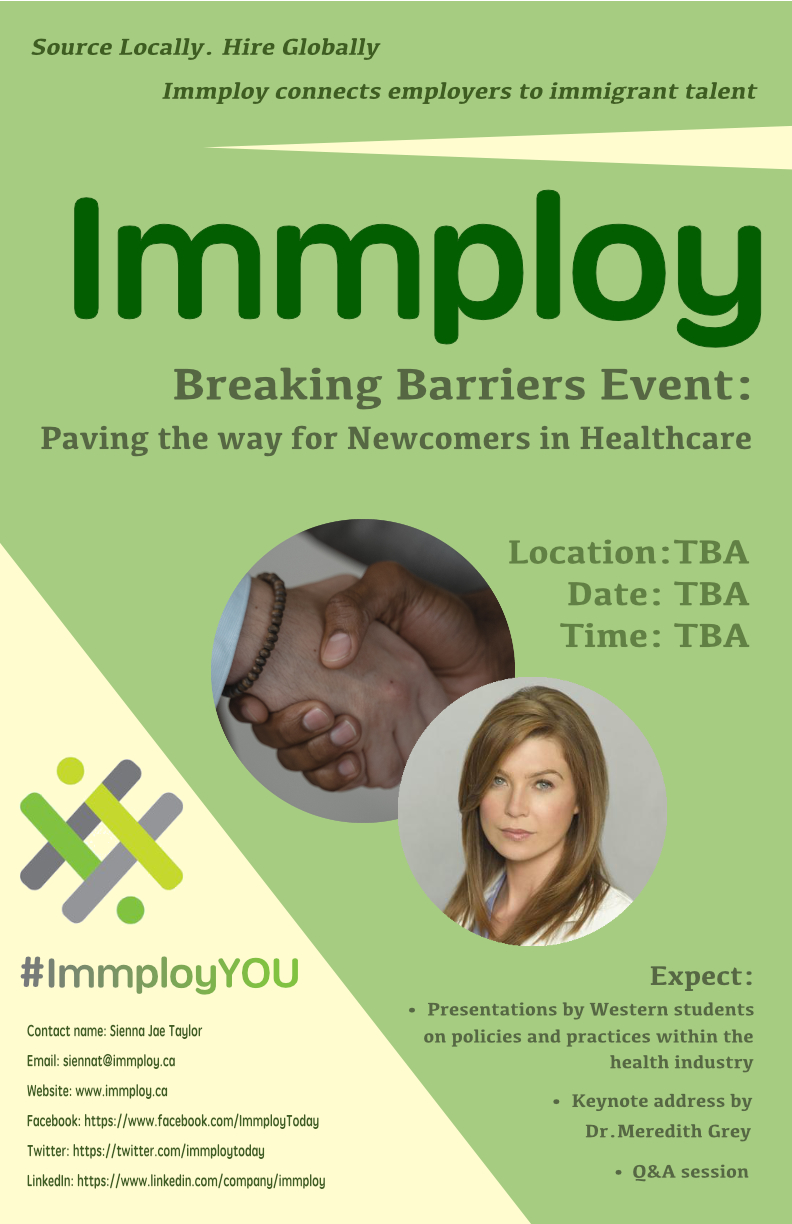 Source Locally. Hire Globally
Immploy connects employers to immigrant talent
Immploy
Breaking Barriers Event:
Paving the way for Newcomers in Healthcare
Location:TBA
Date: TBA
Time: TBA
#ImmployYOU
Contact name: Sienna Jae Taylor
Email: siennat@immploy.ca
Website: www.immploy.ca
Facebook: https://www.facebook.com/ImmployToday
Twitter: https://twitter.com/immploytoday
LinkedIn: https://www.linkedin.com/company/immploy
Expect:
• Presentations by Western students
on policies and practices within the
health industry
• Keynote address by
Dr.Meredith Grey
• Q&A session